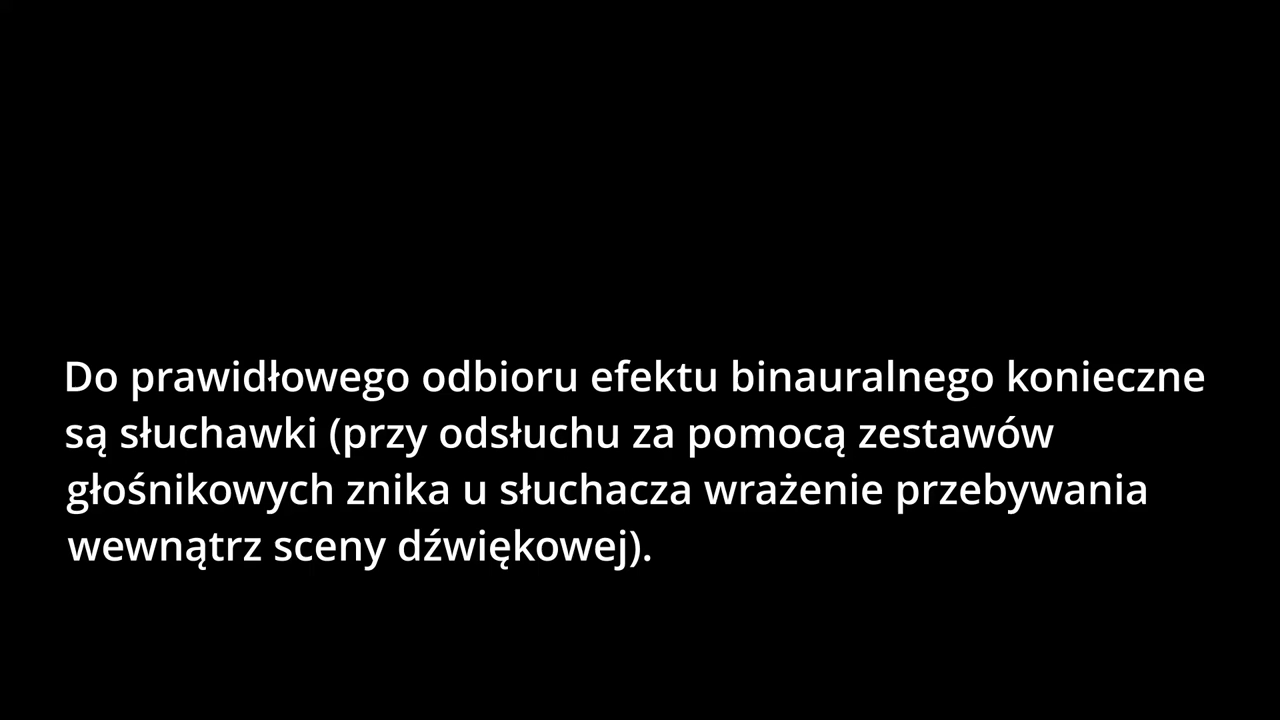 Do prawidłowego odbioru efektu binauralnego konieczne
są słuchawki (przy odsłuchu za pomocą zestawów
głośnikowych znika u słuchacza wrażenie przebywania
wewnątrz sceny dźwiękowej).